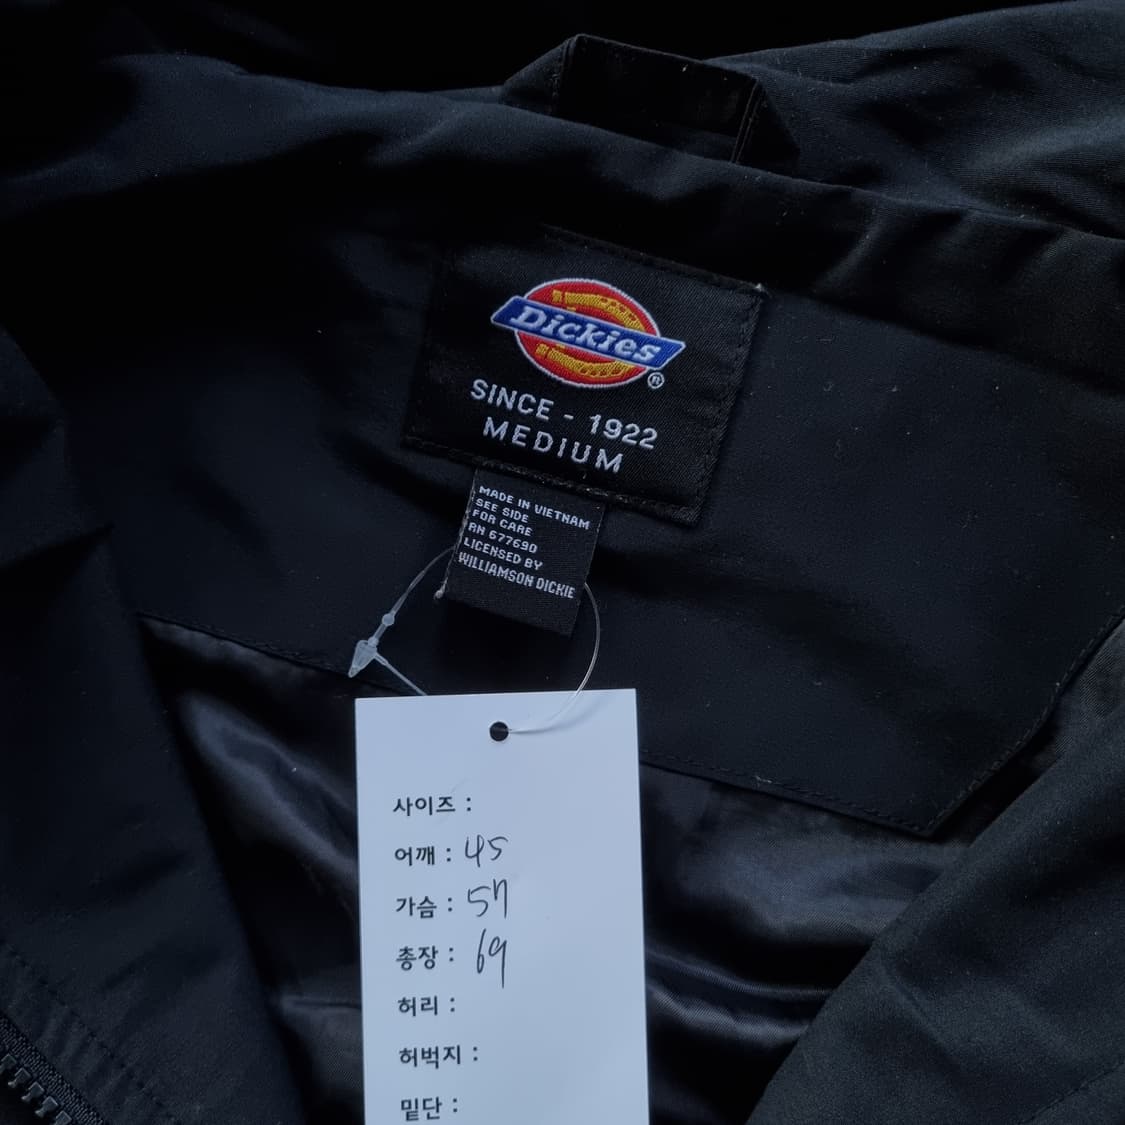 Dickies
®
SINCE - 1922
MEDIUM
MADE IN VIETNAM
SEE SIDE
FOR CARE
RN 677690
LICENSED BY
WILLIAMSON DICKIE
사이즈 :
어깨 : 45
가슴 : 57
총장 : 69
허리 :
허벅지 :
밑단 :